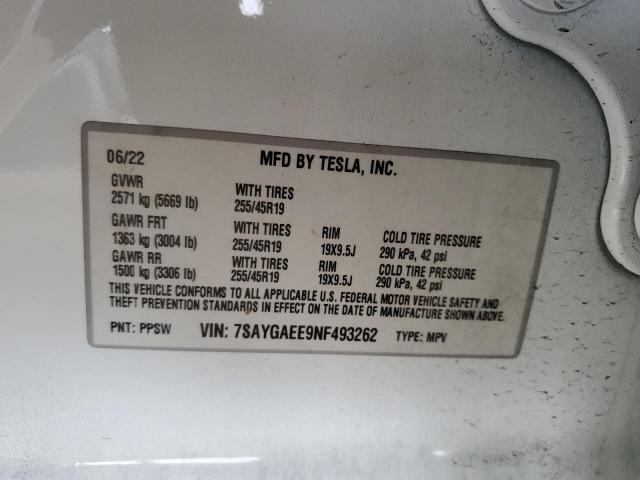 06/22 MFD BY TESLA, INC.
GVWR WITH TIRES
2571 kg (5669 lb) 255/45R19
GAWR FRT WITH TIRES RIM COLD TIRE PRESSURE
1363 kg (3004 lb) 255/45R19 19X9.5J 290 kPa, 42 psi
GAWR RR WITH TIRES RIM COLD TIRE PRESSURE
1500 kg (3306 lb) 255/45R19 19X9.5J 290 kPa, 42 psi
THIS VEHICLE CONFORMS TO ALL APPLICABLE U.S. FEDERAL MOTOR VEHICLE SAFETY AND
THEFT PREVENTION STANDARDS IN EFFECT ON THE DATE OF MANUFACTURE SHOWN ABOVE.
PNT: PPSW VIN: 7SAYGAEE9NF493262 TYPE: MPV